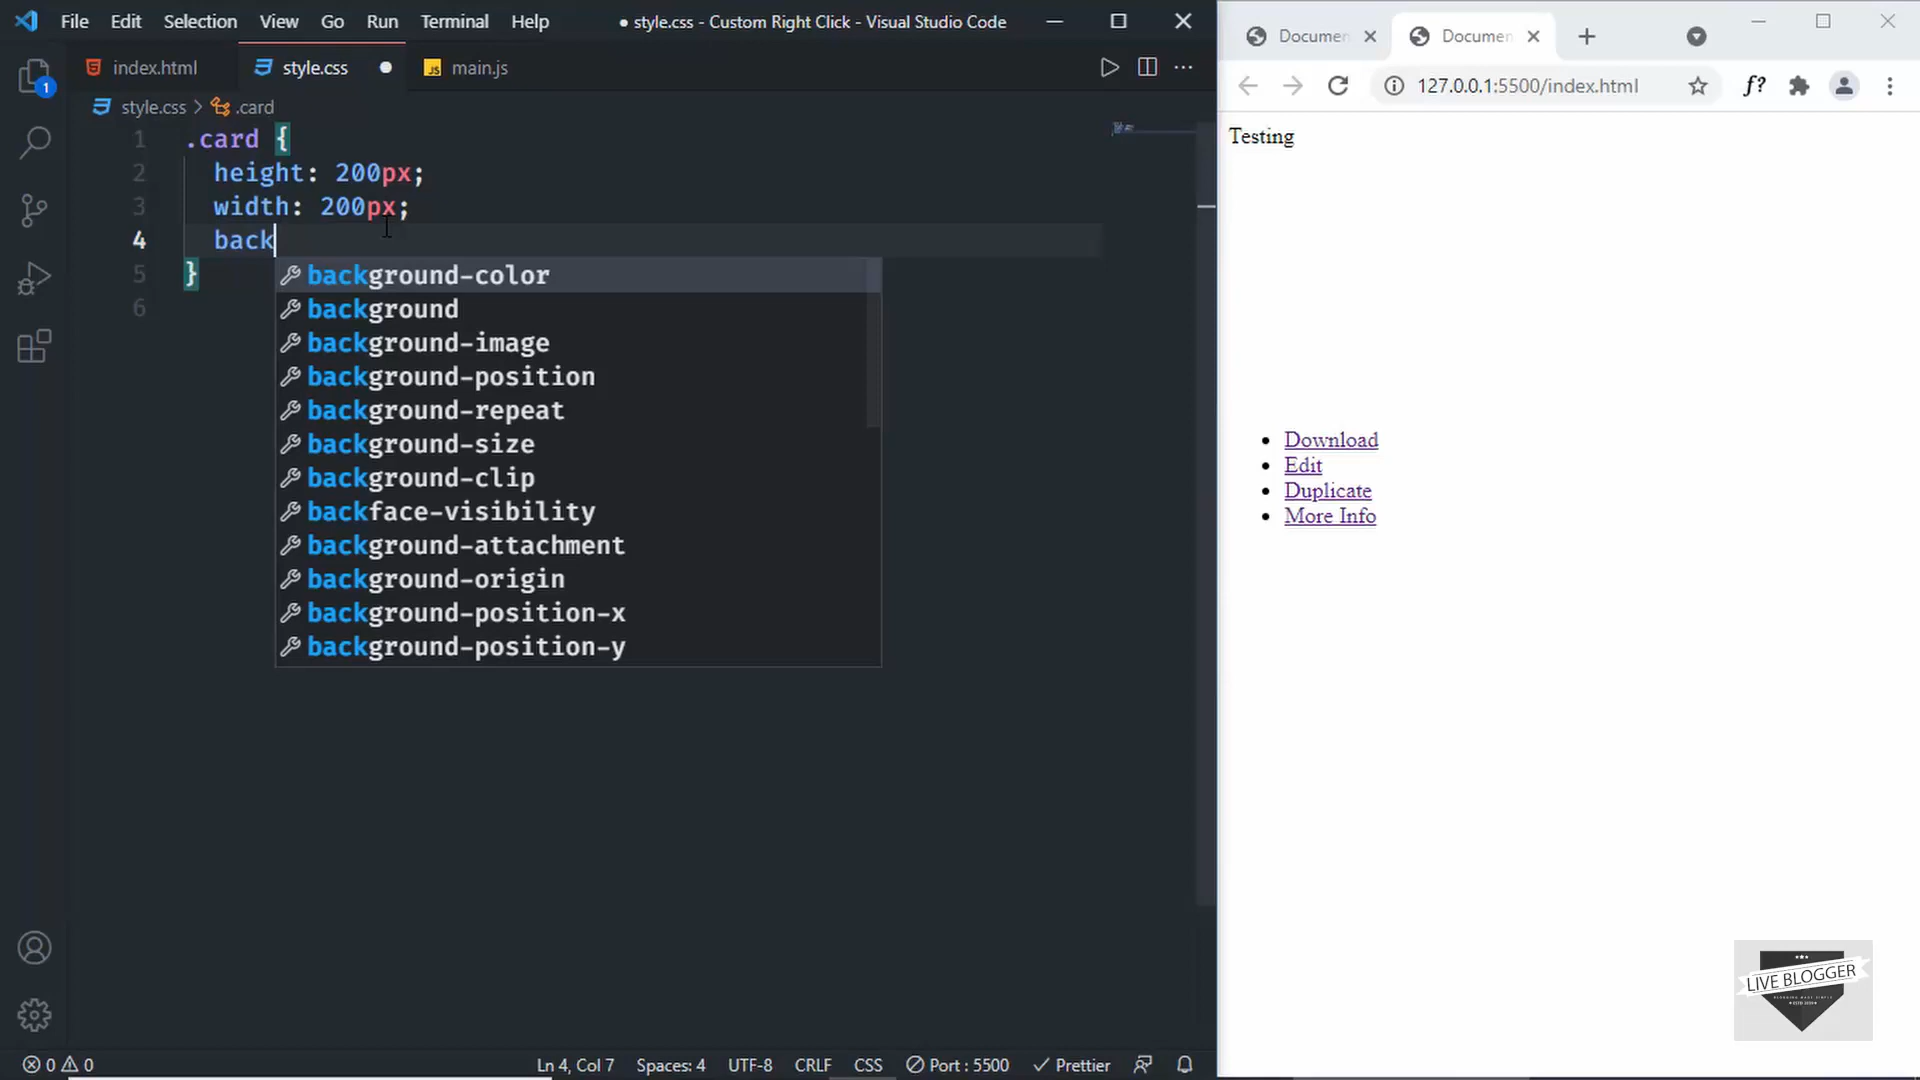 File Edit Selection View Go Run Terminal Help ● style.css - Custom Right Click - Visual Studio Code
index.html style.css ● JS main.js
style.css > .card
1 .card {
2 height: 200px;
3 width: 200px;
4 back
5 }
6
background-color
background
background-image
background-position
background-repeat
background-size
background-clip
backface-visibility
background-attachment
background-origin
background-position-x
background-position-y
1
0 0 Ln 4, Col 7 Spaces: 4 UTF-8 CRLF CSS Port : 5500 Prettier
Documen Documen
127.0.0.1:5500/index.html f?
Testing
• Download
• Edit
• Duplicate
• More Info
LIVE BLOGGER